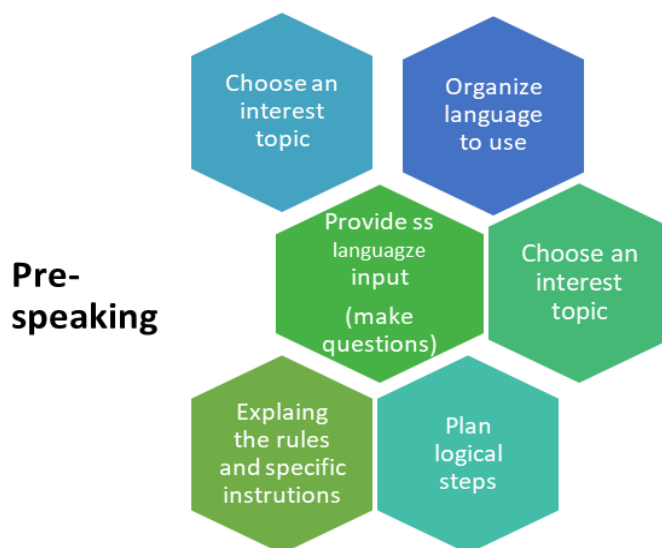 Pre-
speaking
Choose an
interest
topic
Organize
language
to use
Provide ss
languagze
input
(make
questions)
Choose an
interest
topic
Explaing
the rules
and specific
instrutions
Plan
logical
steps